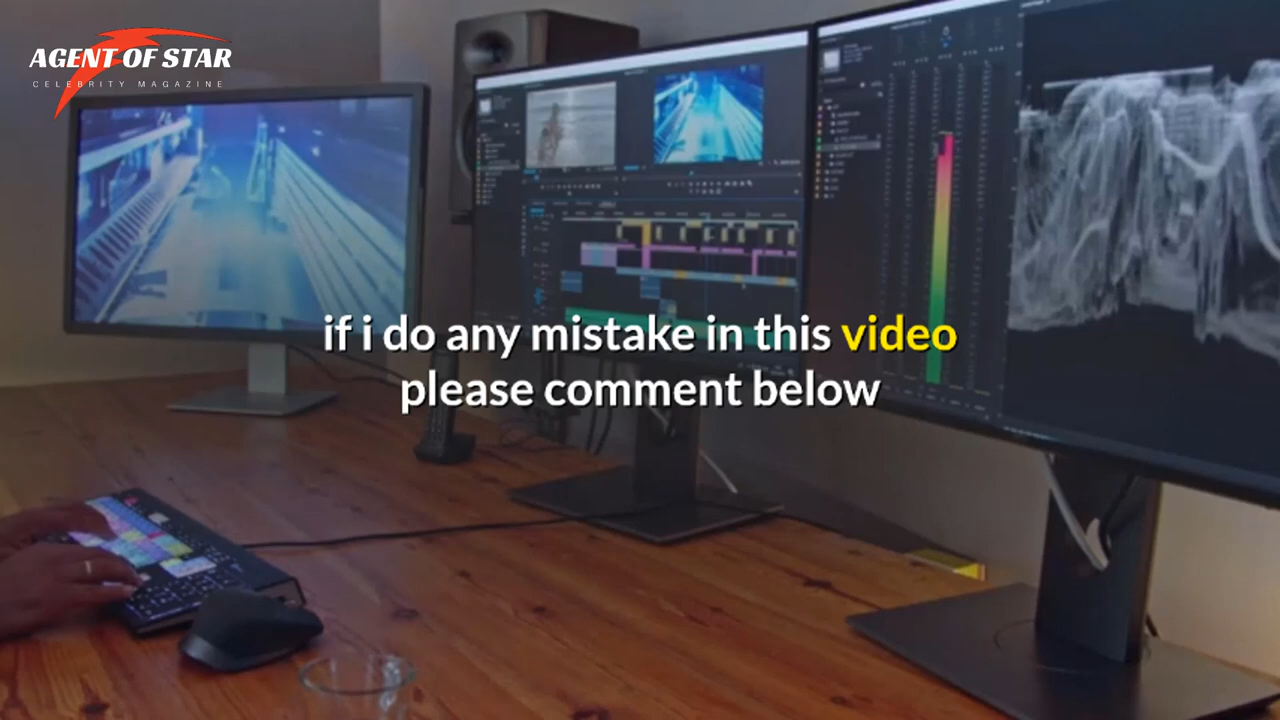 AGENT OF STAR
CELEBRITY MAGAZINE
if i do any mistake in this video
please comment below